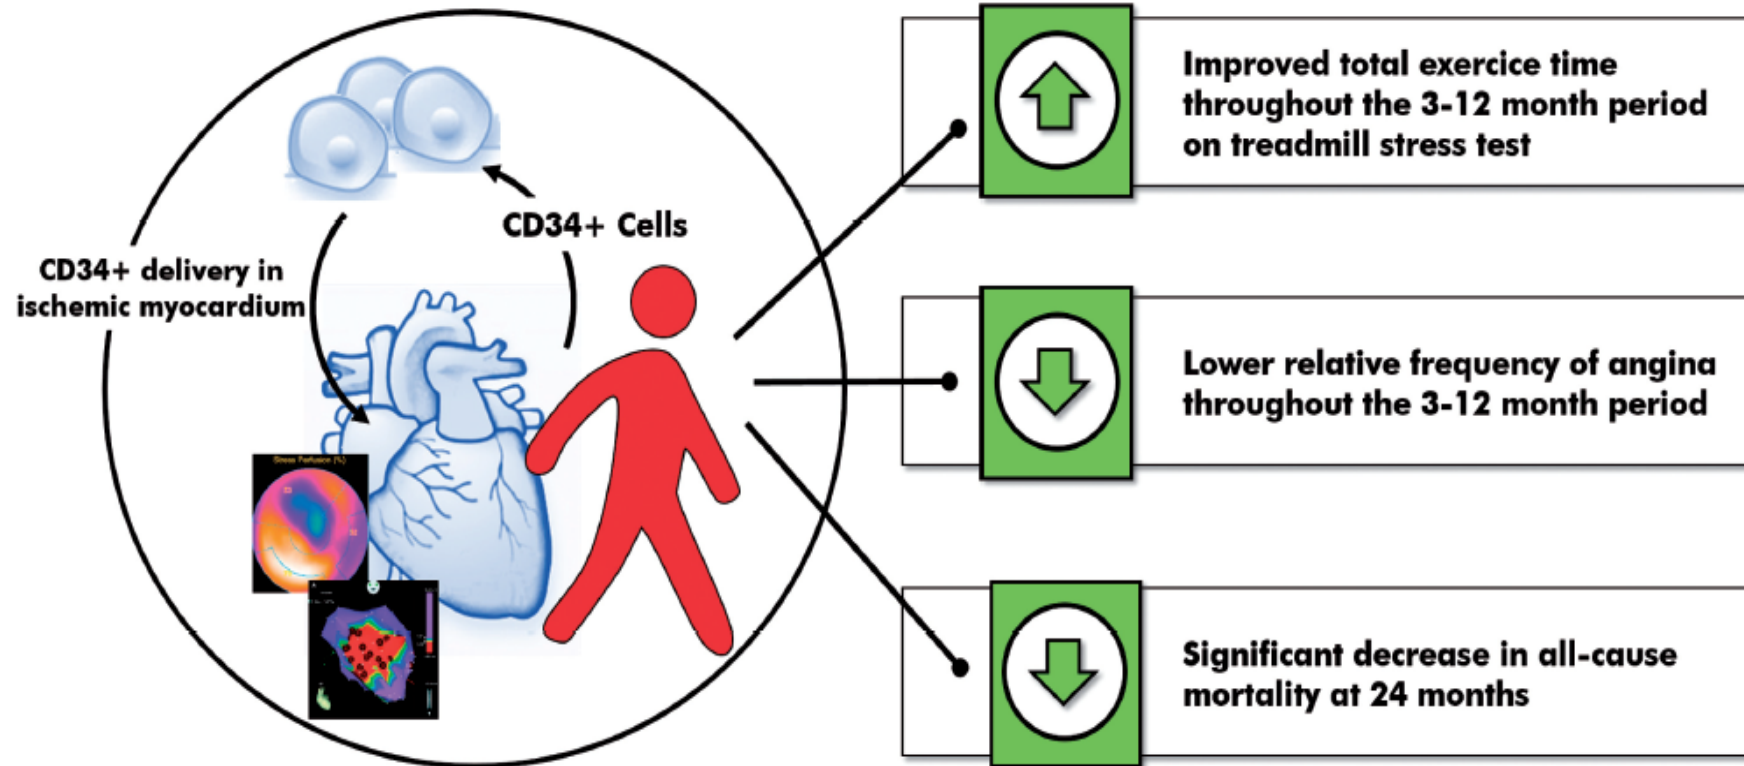 CD34+ Cells
CD34+ delivery in
ischemic myocardium
Stress Perfusion (%)
Improved total exercice time
throughout the 3-12 month period
on treadmill stress test
Lower relative frequency of angina
throughout the 3-12 month period
Significant decrease in all-cause
mortality at 24 months